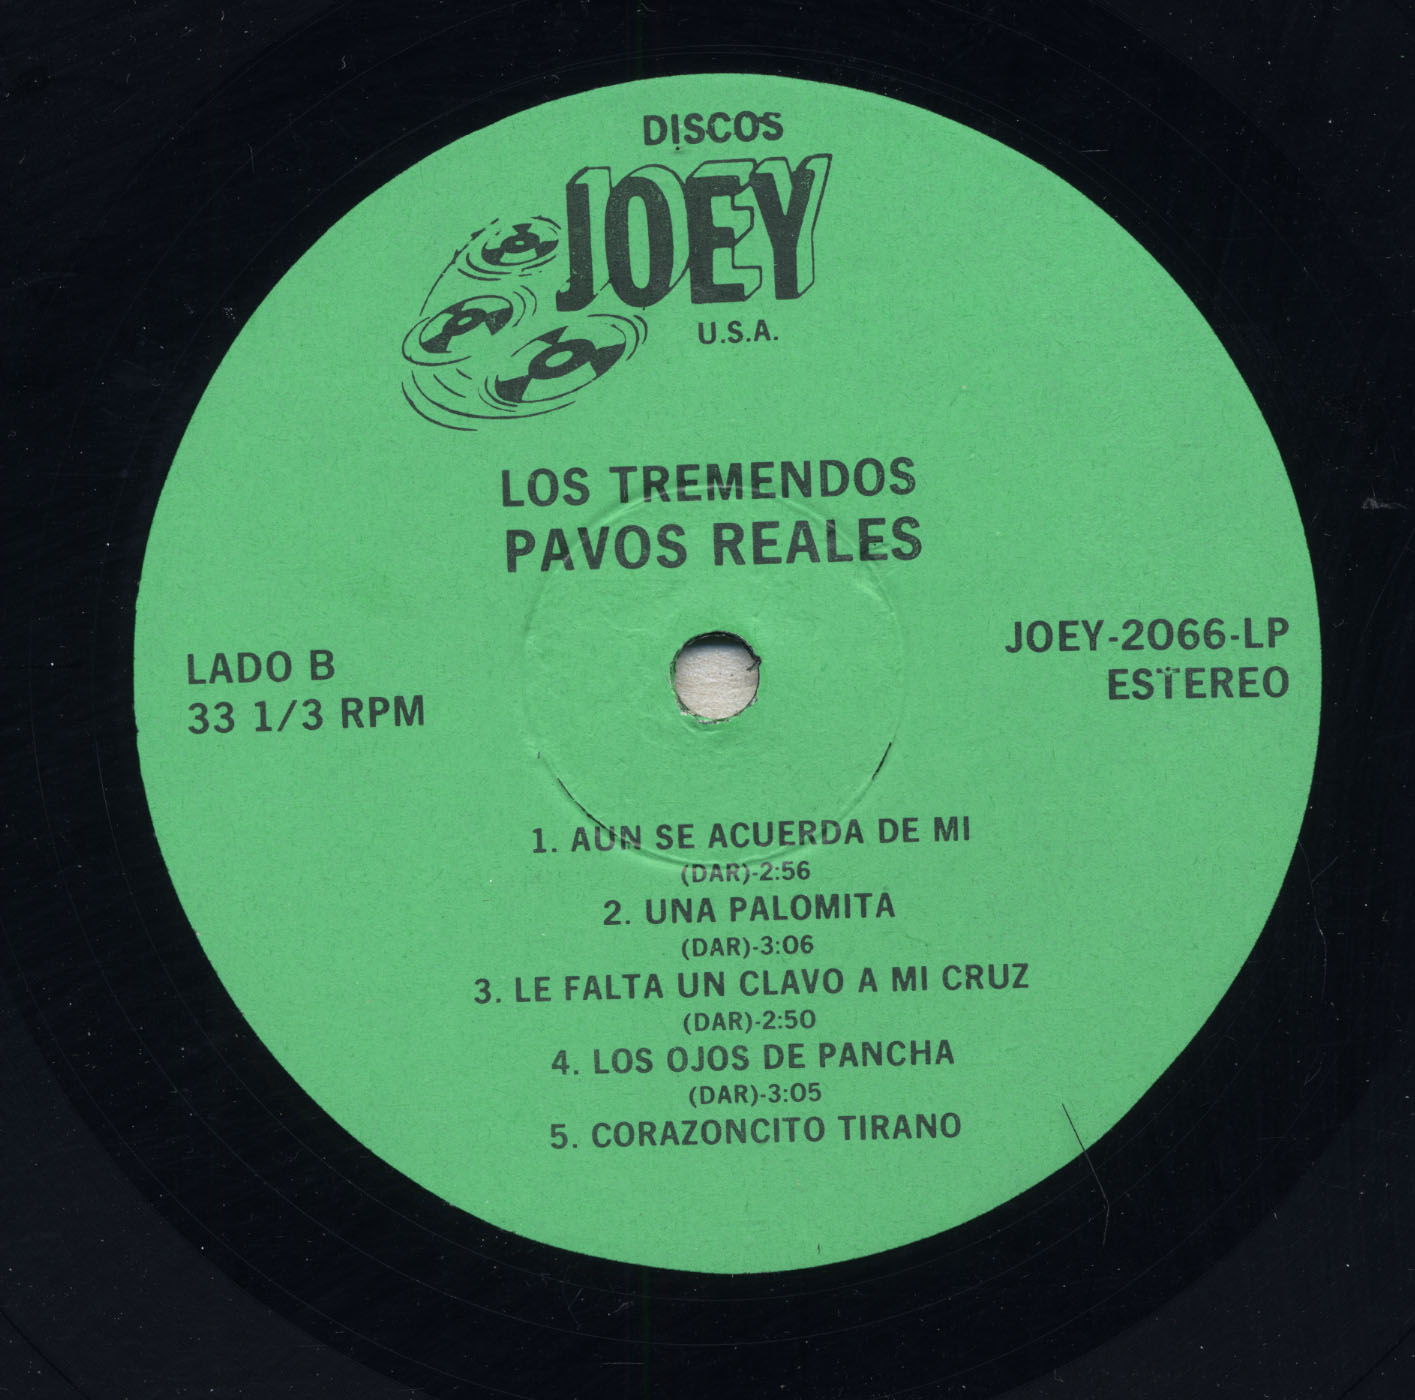 DISCOS
JOEY
U.S.A.
LOS TREMENDOS
PAVOS REALES
LADO B
33 1/3 RPM
JOEY-2066-LP
ESTEREO
1. AUN SE ACUERDA DE MI
(DAR)-2:56
2. UNA PALOMITA
(DAR)-3:06
3. LE FALTA UN CLAVO A MI CRUZ
(DAR)-2:50
4. LOS OJOS DE PANCHA
(DAR)-3:05
5. CORAZONCITO TIRANO